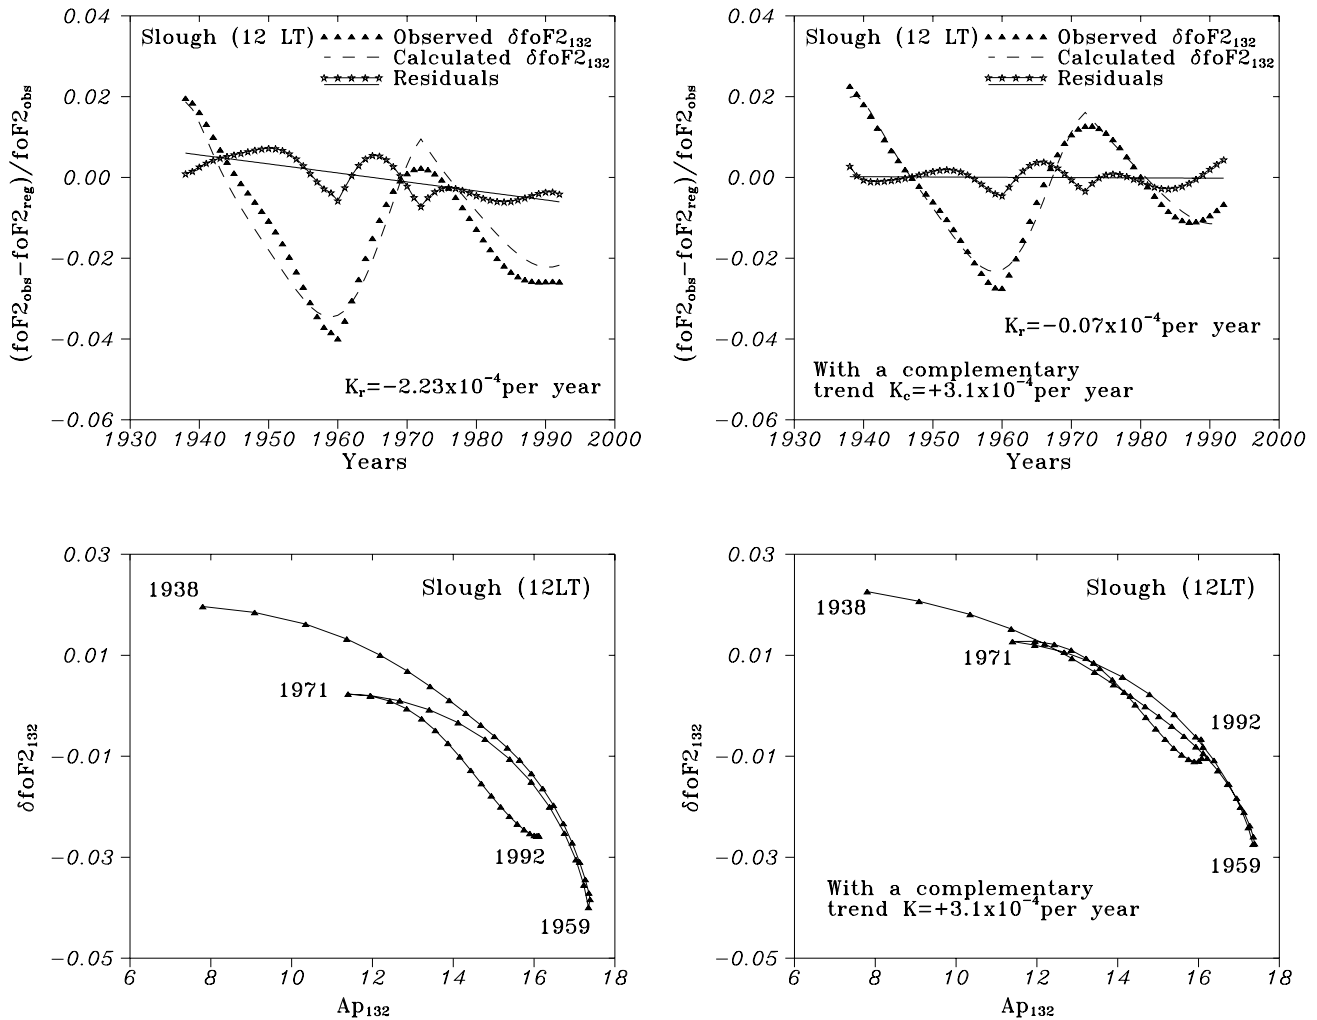 0.04
0.02
0.00
−0.02
−0.04
−0.06
(foF2obs−foF2reg)/foF2obs
Slough (12 LT)
Observed δfoF2132
Calculated δfoF2132
Residuals
Kr=−2.23x10−4per year
1930 1940 1950 1960 1970 1980 1990 2000
Years
0.04
0.02
0.00
−0.02
−0.04
−0.06
(foF2obs−foF2reg)/foF2obs
Slough (12 LT)
Observed δfoF2132
Calculated δfoF2132
Residuals
Kr=−0.07x10−4per year
With a complementary
trend Kc=+3.1x10−4per year
1930 1940 1950 1960 1970 1980 1990 2000
Years
0.03
0.01
−0.01
−0.03
−0.05
δfoF2132
Slough (12LT)
1938
1971
1992
1959
6 8 10 12 14 16 18
Ap132
0.03
0.01
−0.01
−0.03
−0.05
δfoF2132
Slough (12LT)
1938
1971
1992
1959
With a complementary
trend K=+3.1x10−4per year
6 8 10 12 14 16 18
Ap132